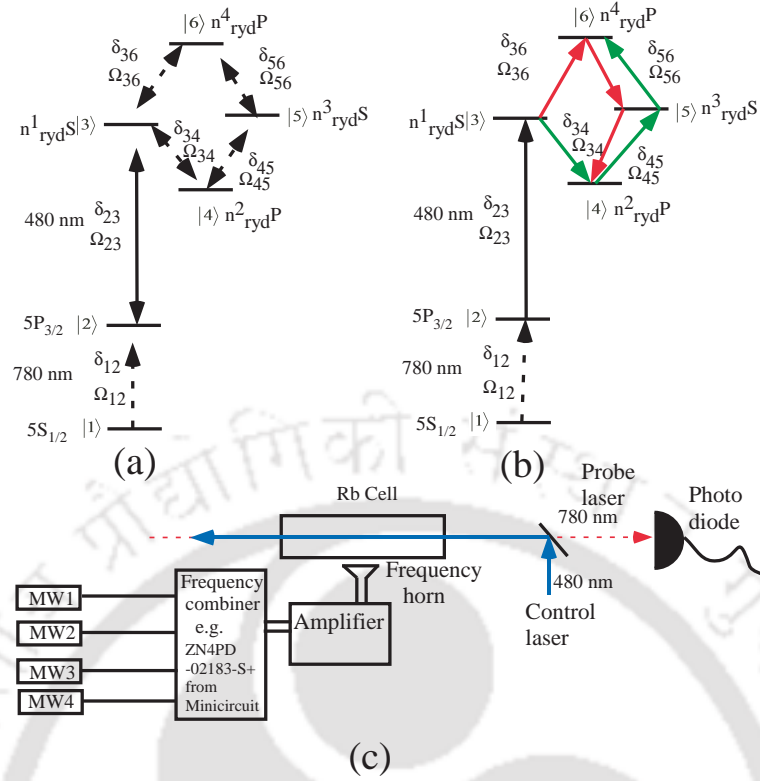 |6⟩ n⁴rydP
δ36
Ω36
δ56
Ω56
n¹rydS|3⟩
|5⟩ n³rydS
δ34
Ω34
δ45
Ω45
|4⟩ n²rydP
480 nm
δ23
Ω23
5P3/2 |2⟩
780 nm
δ12
Ω12
5S1/2 |1⟩
(a)
|6⟩ n⁴rydP
δ36
Ω36
δ56
Ω56
n¹rydS|3⟩
|5⟩ n³rydS
δ34
Ω34
δ45
Ω45
|4⟩ n²rydP
480 nm
δ23
Ω23
5P3/2 |2⟩
780 nm
δ12
Ω12
5S1/2 |1⟩
(b)
Rb Cell
Probe
laser
780 nm
Photo
diode
Frequency
horn
480 nm
Control
laser
MW1
MW2
MW3
MW4
Frequency
combiner
e.g.
ZN4PD
-02183-S+
from
Minicircuit
Amplifier
(c)
प्रौद्योगिकी